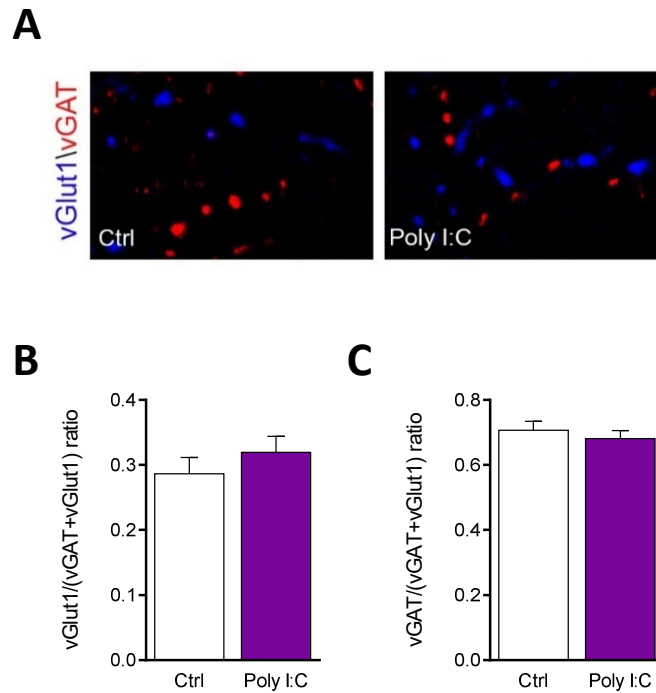 A
vGlut1\vGAT
Ctrl
Poly I:C
B
vGlut1/(vGAT+vGlut1) ratio
0.4
0.3
0.2
0.1
0.0
Ctrl
Poly I:C
C
vGAT/(vGAT+vGlut1) ratio
0.8
0.6
0.4
0.2
0.0
Ctrl
Poly I:C